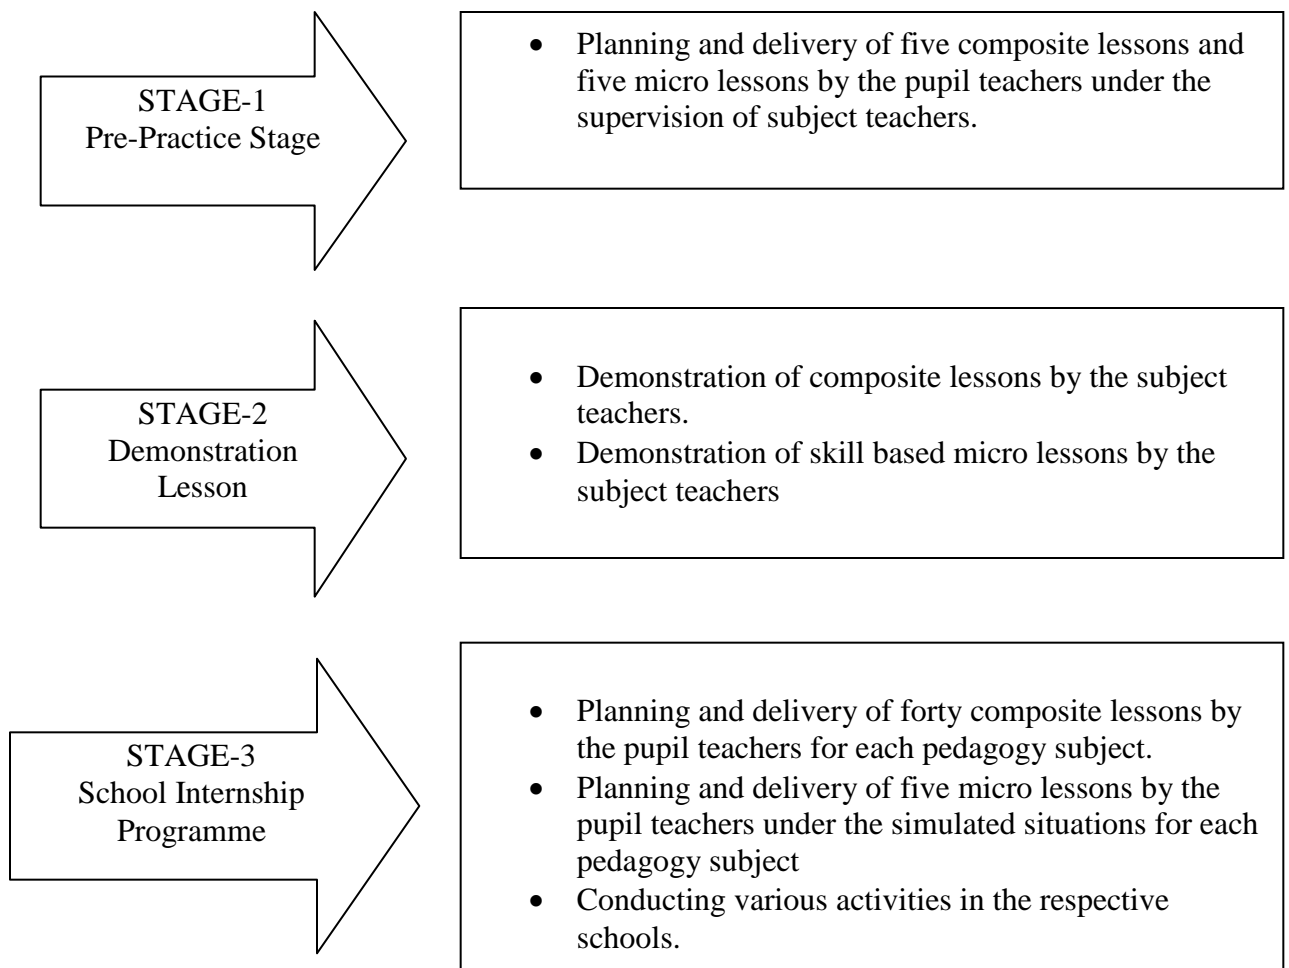 STAGE-1
Pre-Practice Stage
• Planning and delivery of five composite lessons and
five micro lessons by the pupil teachers under the
supervision of subject teachers.
STAGE-2
Demonstration
Lesson
• Demonstration of composite lessons by the subject
teachers.
• Demonstration of skill based micro lessons by the
subject teachers
STAGE-3
School Internship
Programme
• Planning and delivery of forty composite lessons by
the pupil teachers for each pedagogy subject.
• Planning and delivery of five micro lessons by the
pupil teachers under the simulated situations for each
pedagogy subject
• Conducting various activities in the respective
schools.